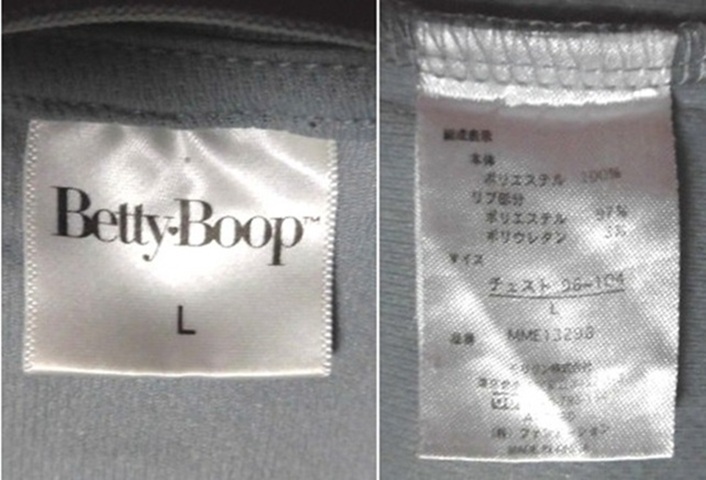 Betty·Boop™
L
組成表示
本体
ポリエステル 100%
リブ部分
ポリエステル 97%
ポリウレタン 3%
サイズ
チェスト 96-104
L
品番 MME1329B